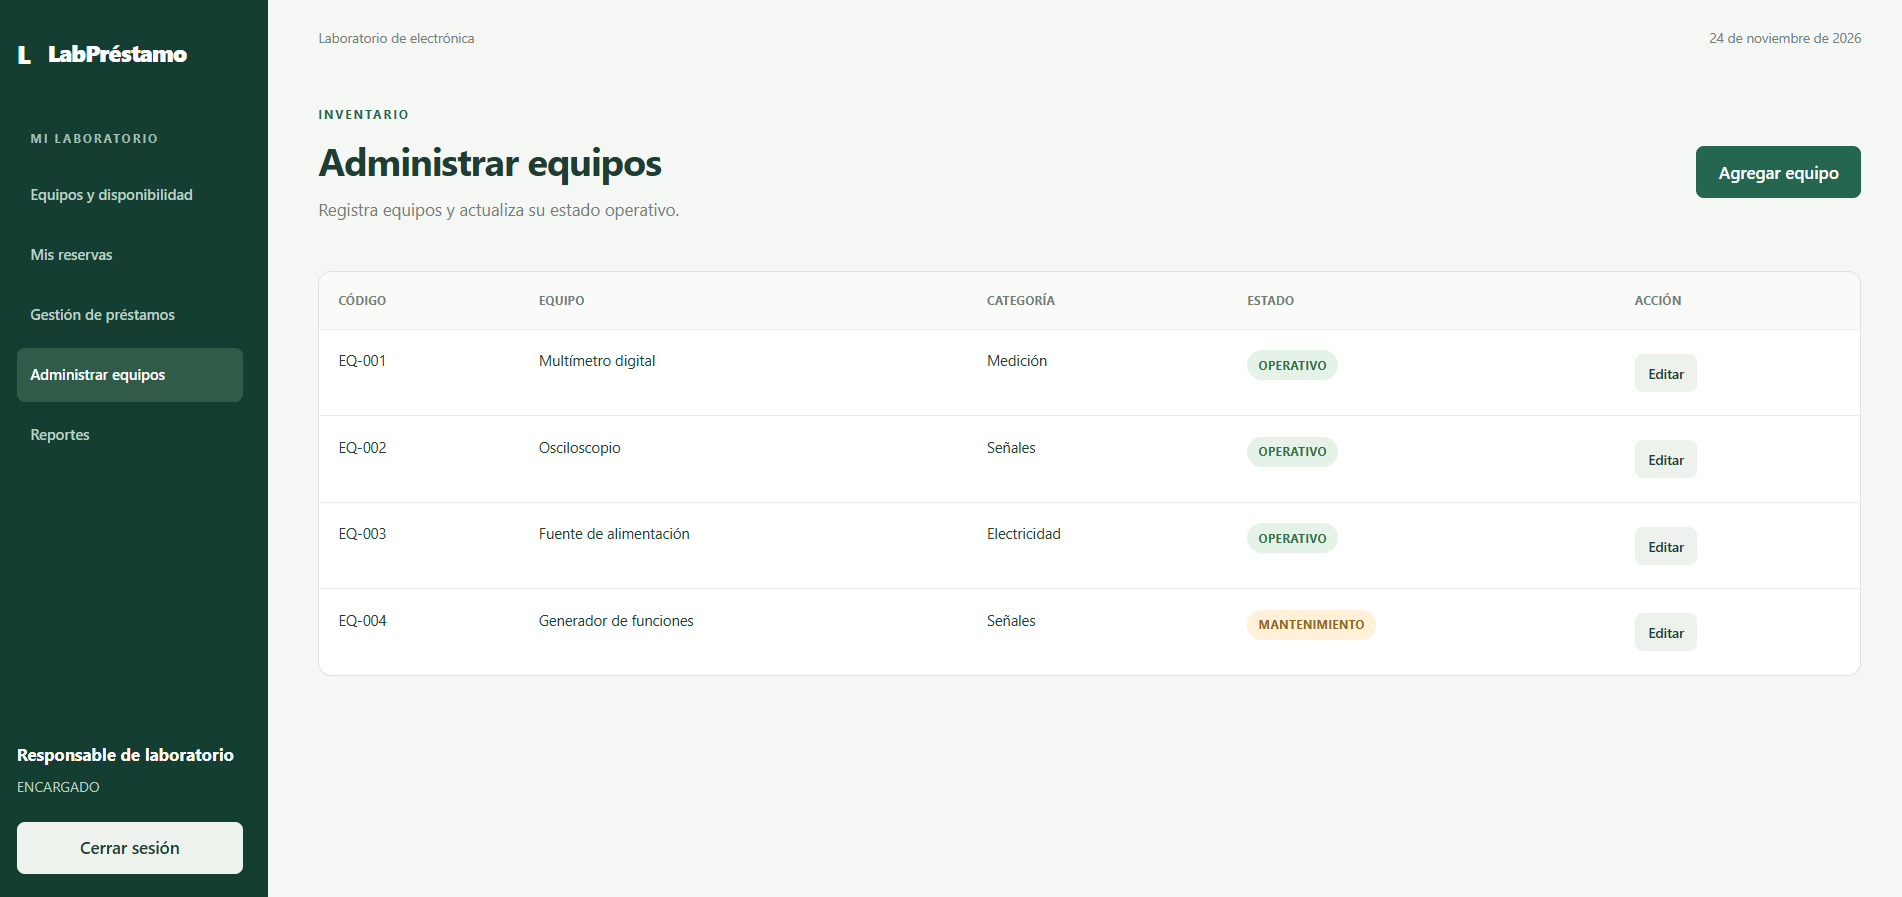 L LabPréstamo
MI LABORATORIO
Equipos y disponibilidad
Mis reservas
Gestión de préstamos
Administrar equipos
Reportes
Responsable de laboratorio
ENCARGADO
Cerrar sesión
Laboratorio de electrónica
24 de noviembre de 2026
INVENTARIO
Administrar equipos
Registra equipos y actualiza su estado operativo.
Agregar equipo
CÓDIGO EQUIPO CATEGORÍA ESTADO ACCIÓN
EQ-001 Multímetro digital Medición OPERATIVO Editar
EQ-002 Osciloscopio Señales OPERATIVO Editar
EQ-003 Fuente de alimentación Electricidad OPERATIVO Editar
EQ-004 Generador de funciones Señales MANTENIMIENTO Editar